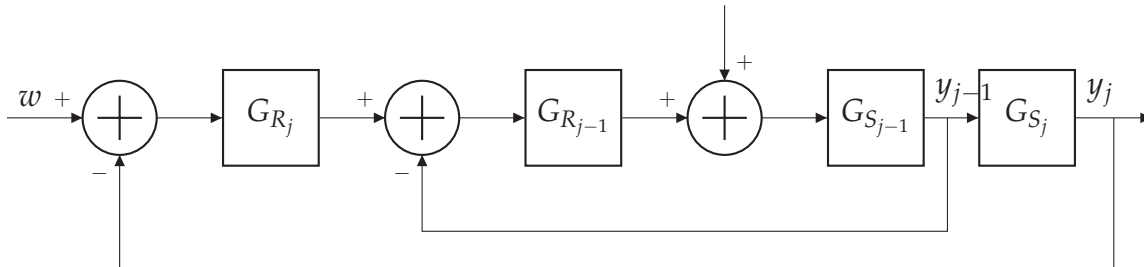 +
w + G_{R_j} + G_{R_{j-1}} + G_{S_{j-1}} y_{j-1} G_{S_j} y_j
− −